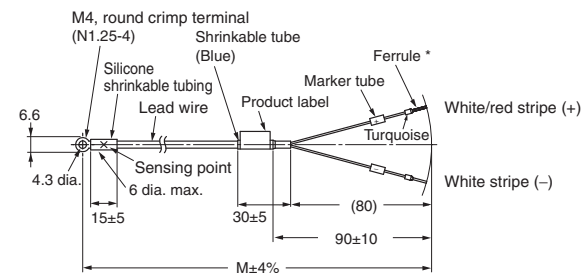 M4, round crimp terminal
(N1.25-4)
Shrinkable tube
(Blue)
Ferrule *
Silicone
shrinkable tubing
Marker tube
Lead wire
Product label
White/red stripe (+)
6.6
Turquoise
Sensing point
4.3 dia.
6 dia. max.
White stripe (−)
15±5
30±5
(80)
90±10
M±4%